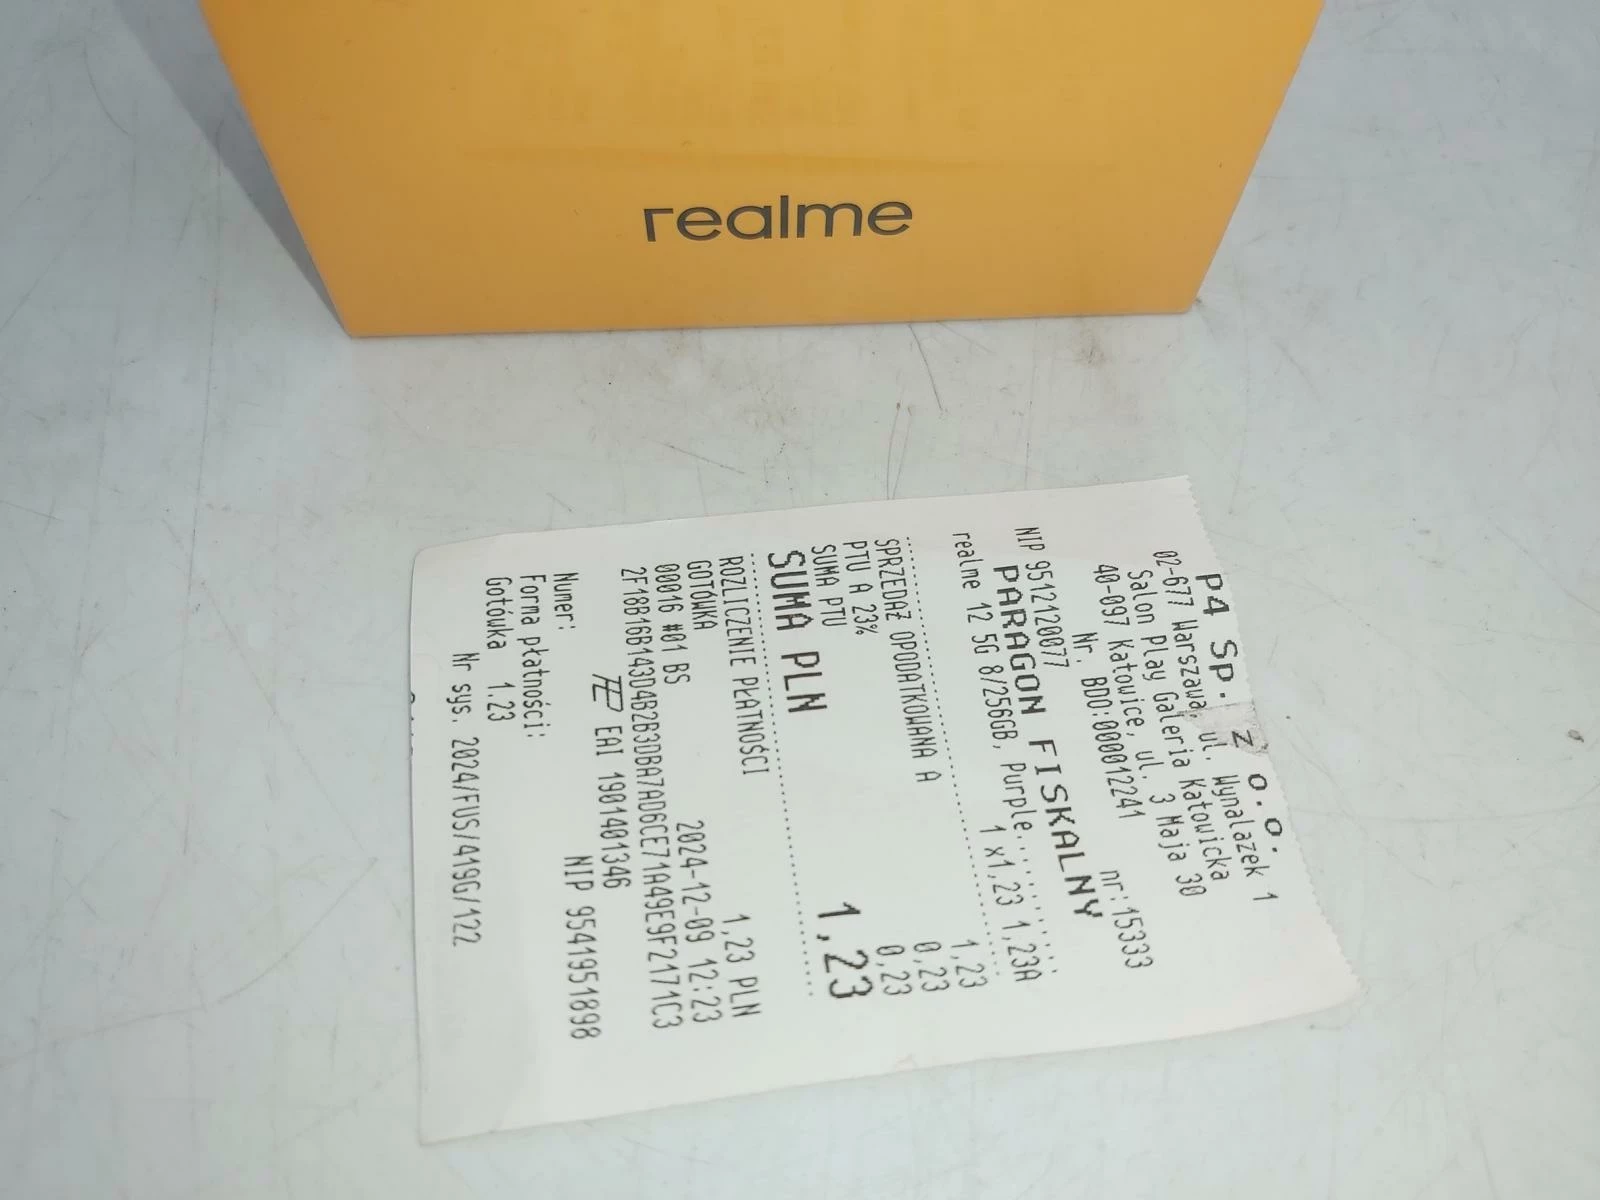 realme
P4 Sp. z o.o.
02-677 Warszawa, ul. Wynalazek 1
Salon Play Galeria Katowicka
40-097 Katowice, ul. 3 Maja 30
Nr. BDO:000012241
NIP 9512120077 nr:15333
PARAGON FISKALNY
realme 12 5G 8/256GB, Purple
1 x1,23 1,23A
SPRZEDAŻ OPODATKOWANA A 1,23
PTU A 23% 0,23
SUMA PTU 0,23
SUMA PLN 1,23
ROZLICZENIE PŁATNOŚCI
GOTÓWKA 1,23 PLN
00016 #01 BS 2024-12-09 12:23
2F18B16B143D4B2B3DBA7AD6CE71A49E9F2171C3
EAI 1901401346
Numer: NIP 9541951898
Forma płatności:
Gotówka 1.23
Nr sys. 2024/FUS/419G/122